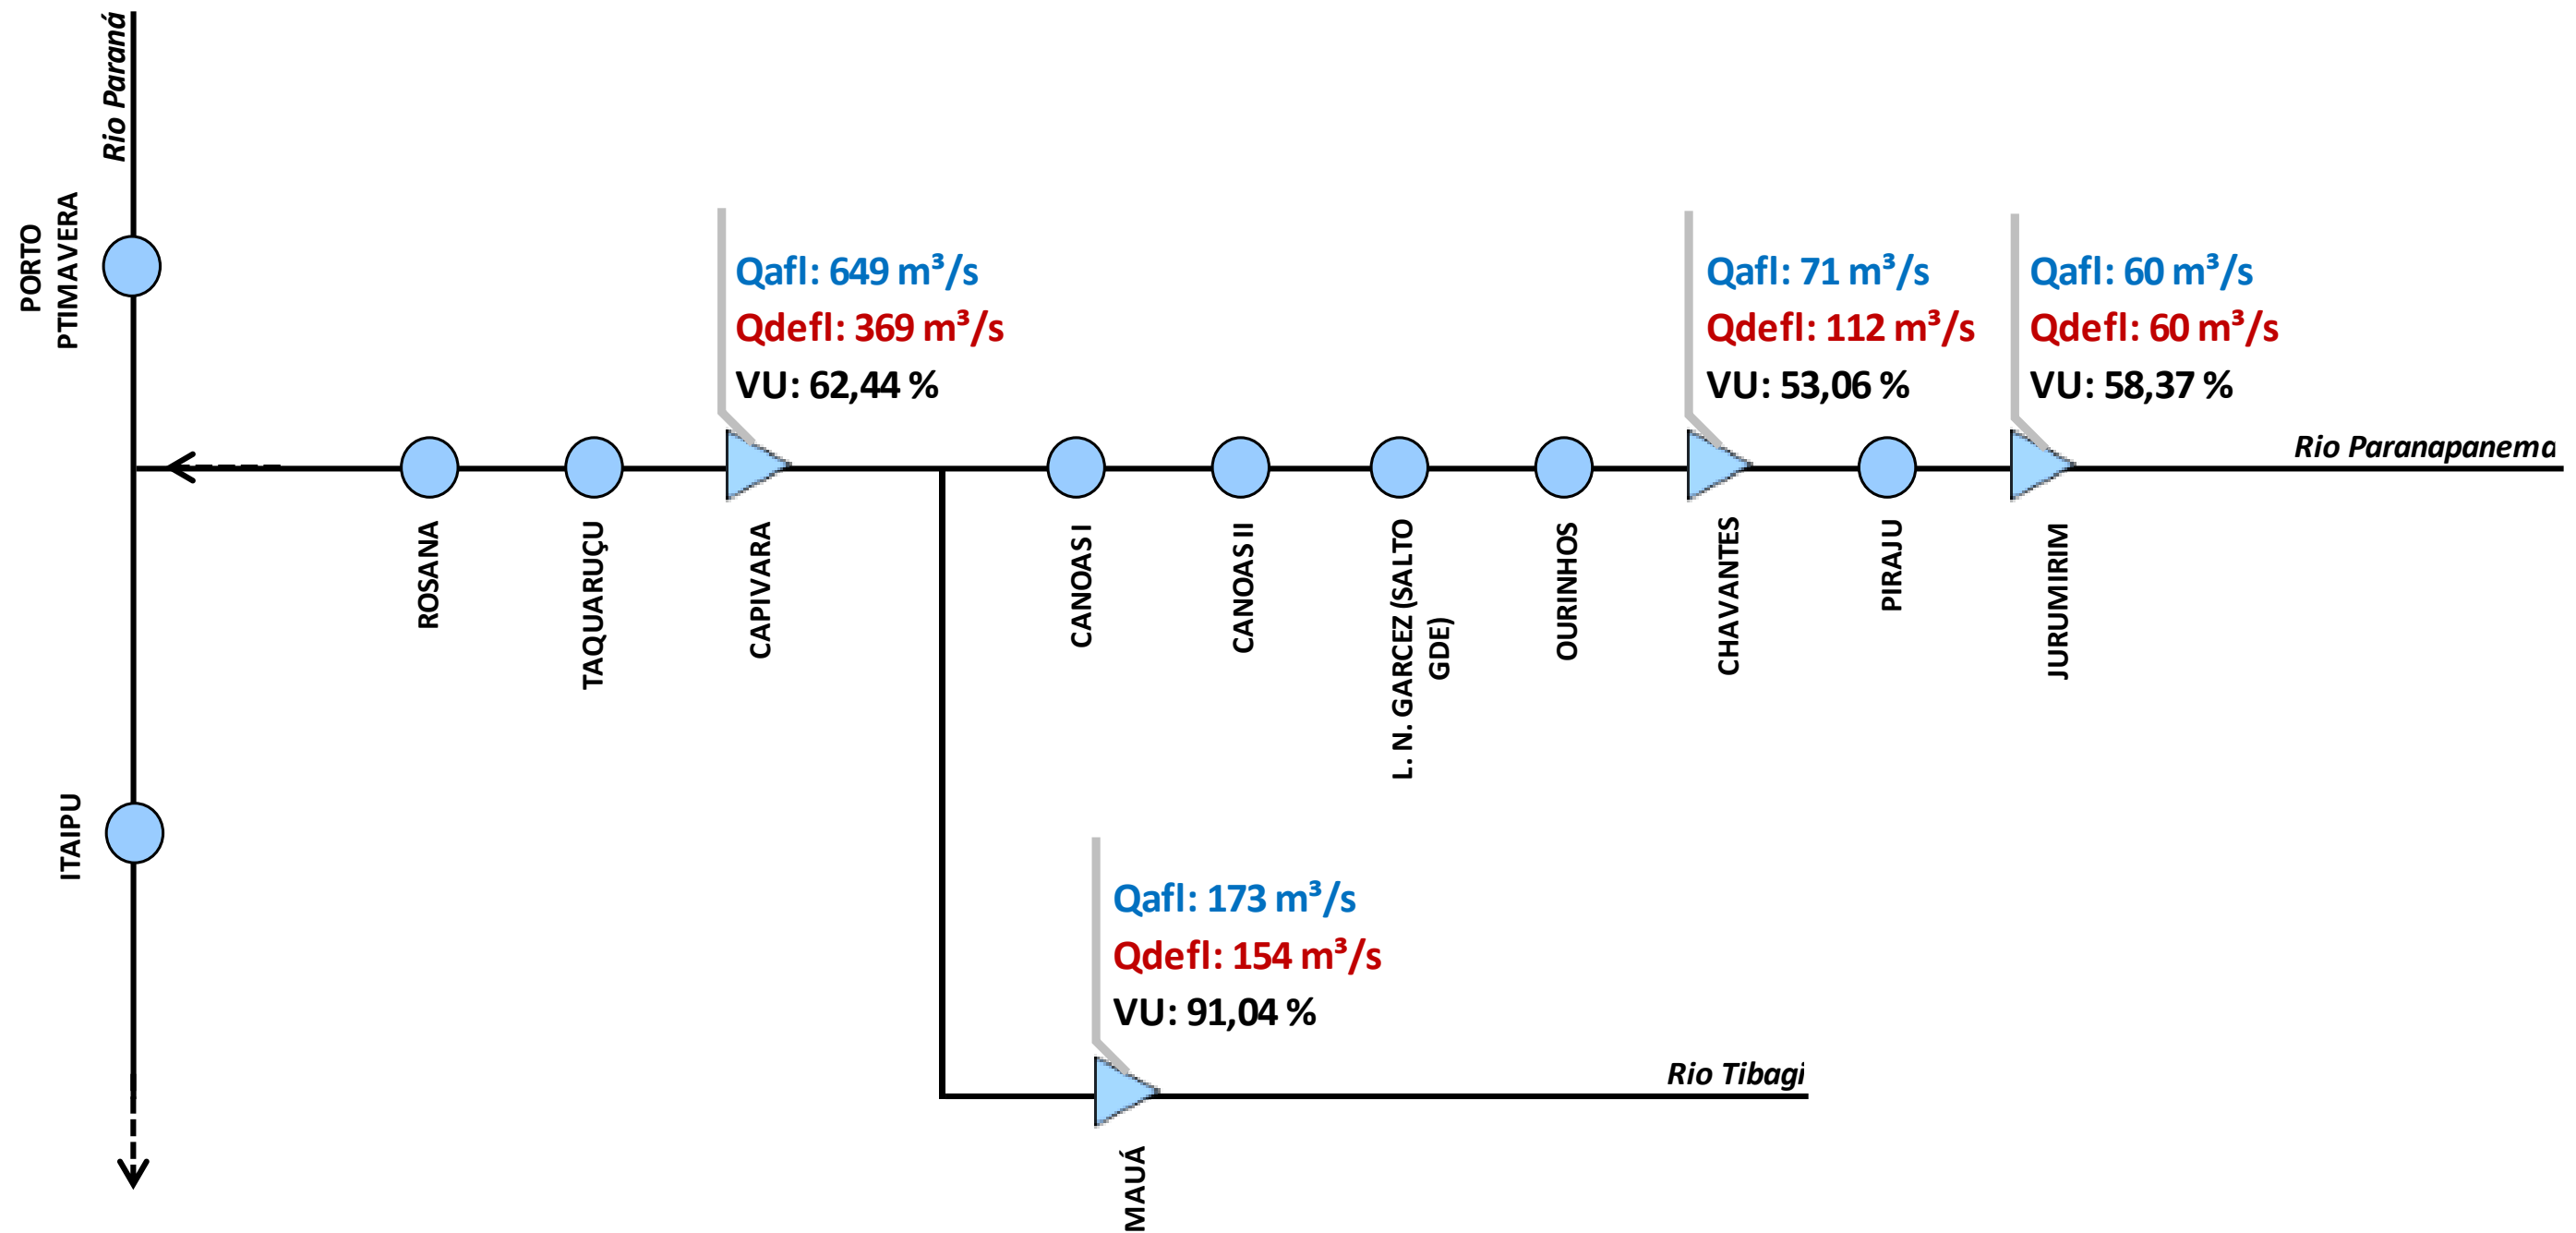 Rio Paraná
PORTO
PTIMAVERA
Qafl: 649 m³/s
Qdefl: 369 m³/s
VU: 62,44 %
Qafl: 71 m³/s
Qdefl: 112 m³/s
VU: 53,06 %
Qafl: 60 m³/s
Qdefl: 60 m³/s
VU: 58,37 %
Rio Paranapanema
ROSANA
TAQUARUÇU
CAPIVARA
CANOAS I
CANOAS II
L. N. GARCEZ (SALTO
GDE)
OURINHOS
CHAVANTES
PIRAJU
JURUMIRIM
ITAIPU
Qafl: 173 m³/s
Qdefl: 154 m³/s
VU: 91,04 %
Rio Tibagi
MAUÁ